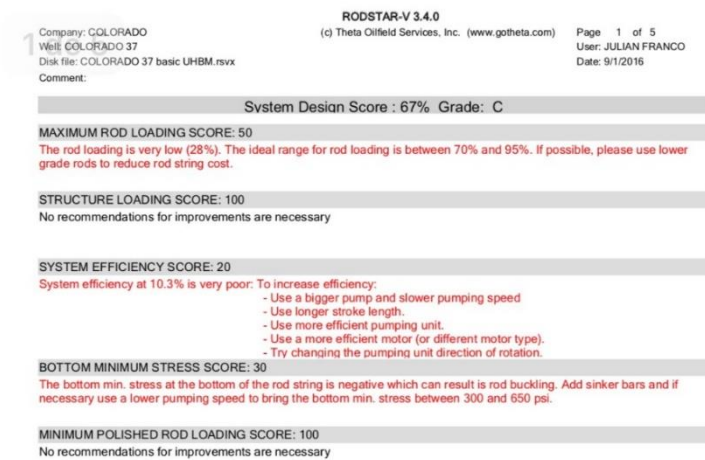 RODSTAR-V 3.4.0
Company: COLORADO (c) Theta Oilfield Services, Inc. (www.gotheta.com) Page 1 of 5
Well: COLORADO 37 User: JULIAN FRANCO
Disk file: COLORADO 37 basic UHBM.rsvx Date: 9/1/2016
Comment:
System Design Score : 67% Grade: C
MAXIMUM ROD LOADING SCORE: 50
The rod loading is very low (28%). The ideal range for rod loading is between 70% and 95%. If possible, please use lower
grade rods to reduce rod string cost.
STRUCTURE LOADING SCORE: 100
No recommendations for improvements are necessary
SYSTEM EFFICIENCY SCORE: 20
System efficiency at 10.3% is very poor: To increase efficiency:
- Use a bigger pump and slower pumping speed
- Use longer stroke length.
- Use more efficient pumping unit.
- Use a more efficient motor (or different motor type).
- Try changing the pumping unit direction of rotation.
BOTTOM MINIMUM STRESS SCORE: 30
The bottom min. stress at the bottom of the rod string is negative which can result is rod buckling. Add sinker bars and if
necessary use a lower pumping speed to bring the bottom min. stress between 300 and 650 psi.
MINIMUM POLISHED ROD LOADING SCORE: 100
No recommendations for improvements are necessary